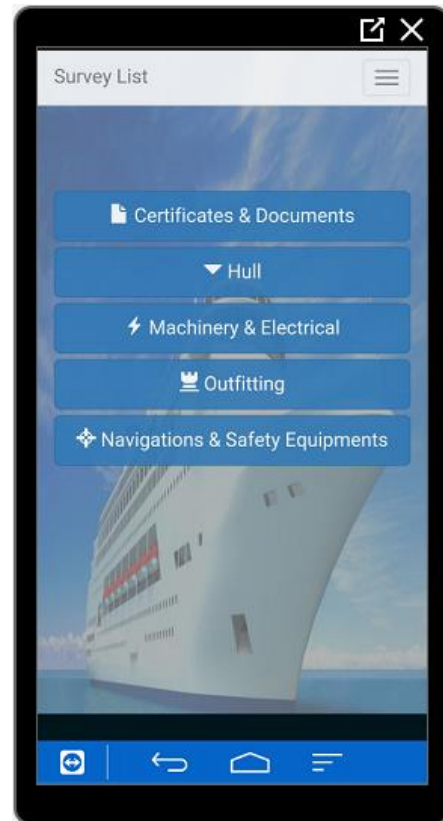 Survey List
Certificates & Documents
Hull
Machinery & Electrical
Outfitting
Navigations & Safety Equipments